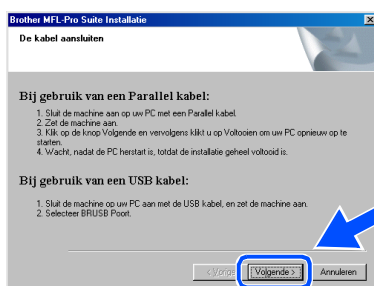 Brother MFL-Pro Suite Installatie
De kabel aansluiten
Bij gebruik van een Parallel kabel:
1. Sluit de machine aan op uw PC met een Parallel kabel.
2. Zet de machine aan.
3. Klik op de knop Volgende en vervolgens klikt u op Voltooien om uw PC opnieuw op te
starten.
4. Wacht, nadat de PC herstart is, totdat de installatie geheel voltooid is.
Bij gebruik van een USB kabel:
1. Sluit de machine op uw PC aan met de USB kabel, en zet de machine aan.
2. Selecteer BRUSB Poort.
< Vorige
Volgende >
Annuleren